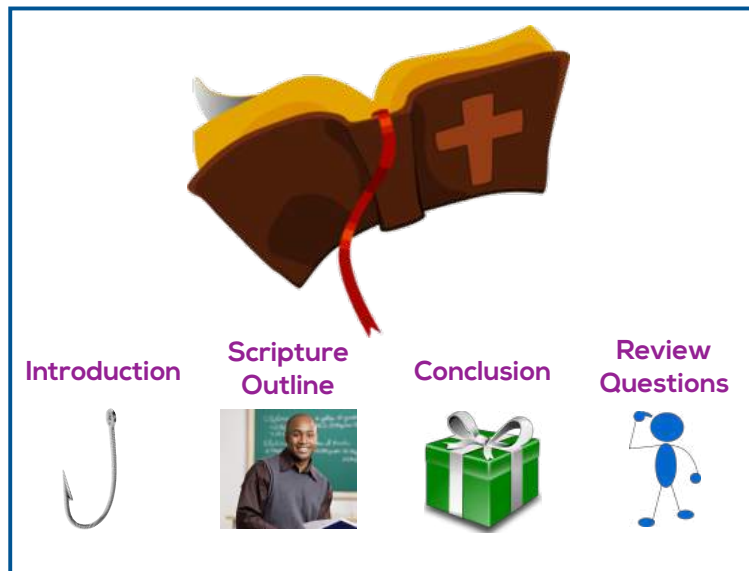 Introduction
Scripture
Outline
Conclusion
Review
Questions